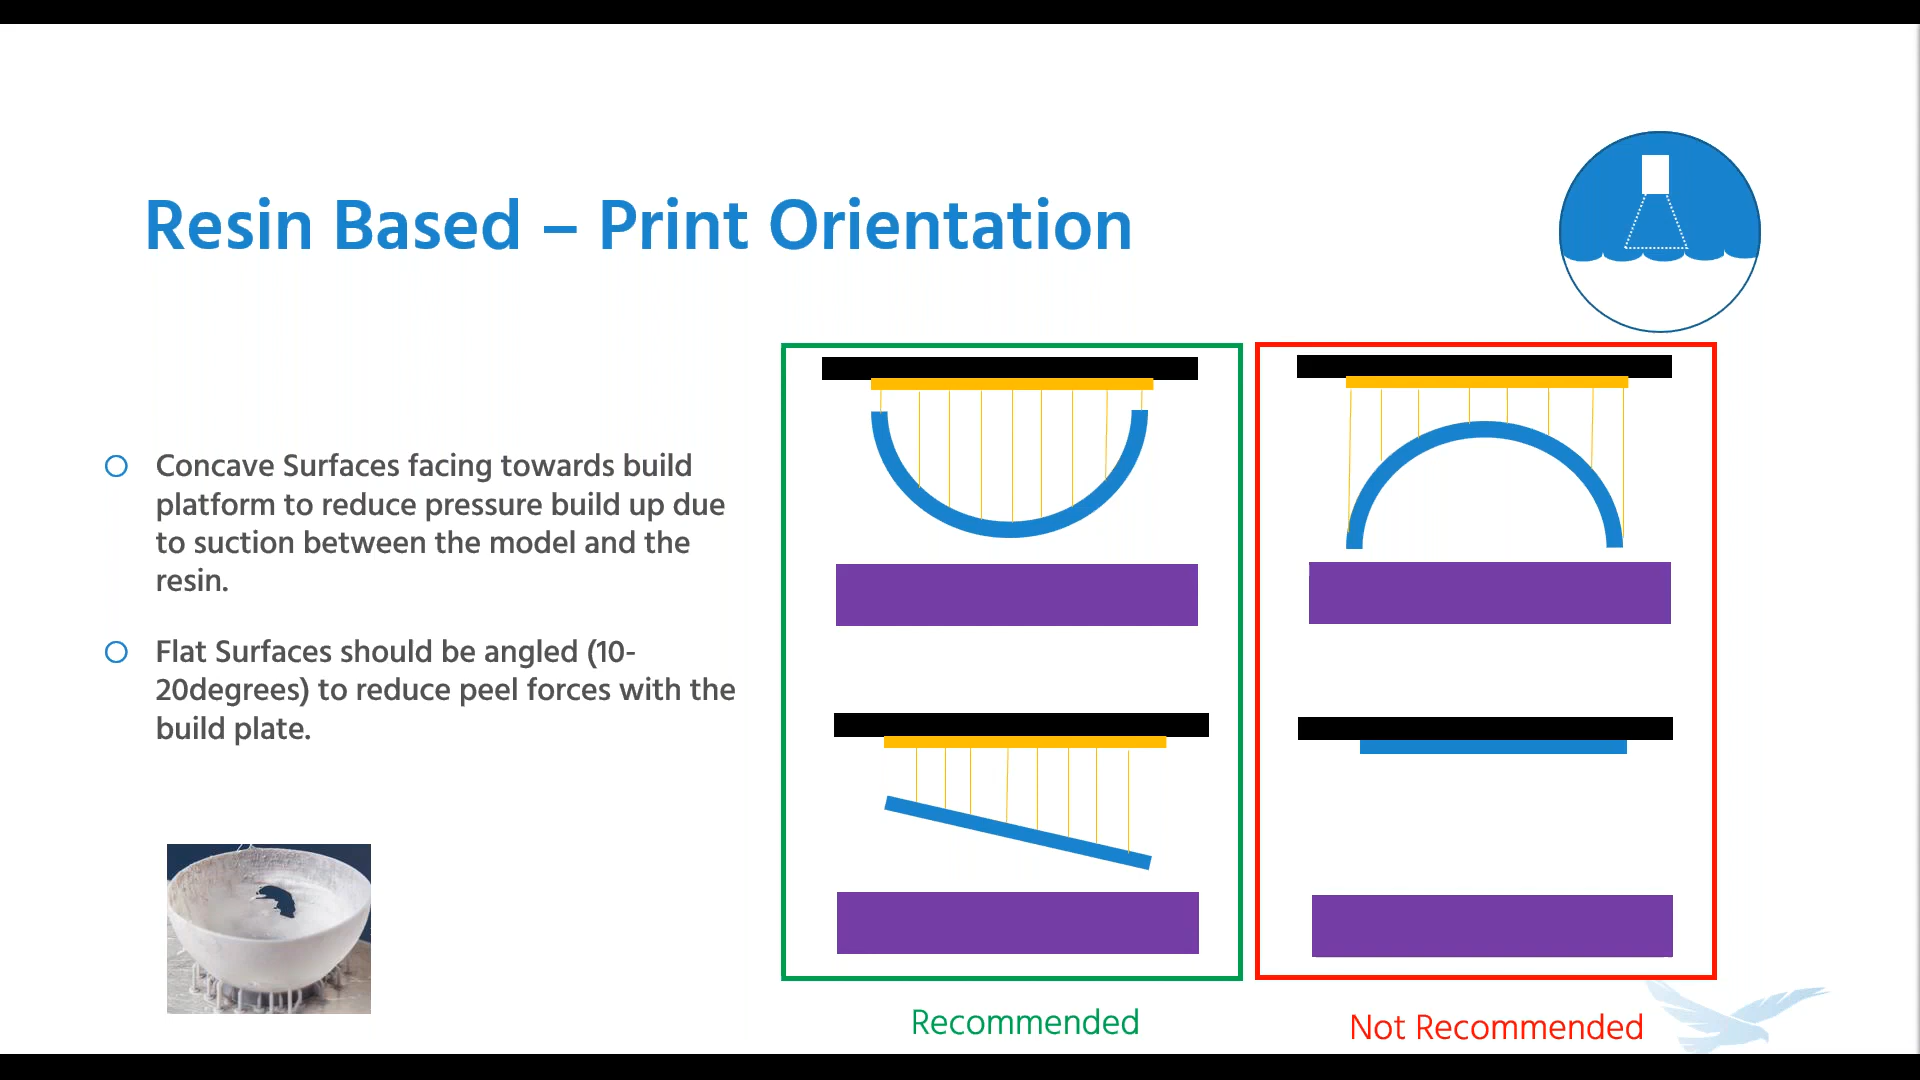 Resin Based – Print Orientation
Concave Surfaces facing towards build
platform to reduce pressure build up due
to suction between the model and the
resin.
Flat Surfaces should be angled (10-
20degrees) to reduce peel forces with the
build plate.
Recommended
Not Recommended